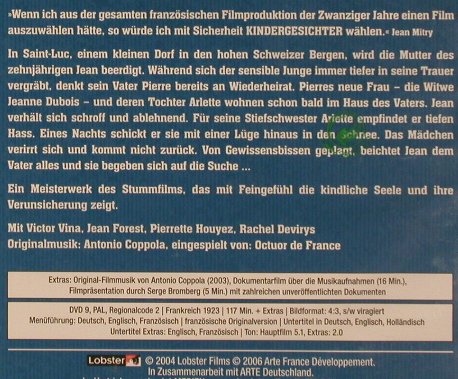 »Wenn ich aus der gesamten französischen Filmproduktion der Zwanziger Jahre einen Film
auszuwählen hätte, so würde ich mit Sicherheit KINDERGESICHTER wählen.« Jean Mitry
In Saint-Luc, einem kleinen Dorf in den hohen Schweizer Bergen, wird die Mutter des
zehnjährigen Jean beerdigt. Während sich der sensible Junge immer tiefer in seine Trauer
vergräbt, denkt sein Vater Pierre bereits an Wiederheirat. Pierres neue Frau – die Witwe
Jeanne Dubois – und deren Tochter Arlette wohnen schon bald im Haus des Vaters. Jean
verhält sich schroff und ablehnend. Für seine Stiefschwester Arlette empfindet er tiefen
Hass. Eines Nachts schickt er sie mit einer Lüge hinaus in den Schnee. Das Mädchen
verirrt sich und kommt nicht zurück. Von Gewissensbissen geplagt, beichtet Jean dem
Vater alles und sie begeben sich auf die Suche ...
Ein Meisterwerk des Stummfilms, das mit Feingefühl die kindliche Seele und ihre
Verunsicherung zeigt.
Mit Victor Vina, Jean Forest, Pierrette Houyez, Rachel Devirys
Originalmusik: Antonio Coppola, eingespielt von: Octuor de France
Extras: Original-Filmmusik von Antonio Coppola (2003), Dokumentarfilm über die Musikaufnahmen (16 Min.),
Filmpräsentation durch Serge Bromberg (5 Min.) mit zahlreichen unveröffentlichten Dokumenten
DVD 9, PAL, Regionalcode 2 | Frankreich 1923 | 117 Min. + Extras | Bildformat: 4:3, s/w viragiert
Menüführung: Deutsch, Englisch, Französisch | französische Originalversion | Untertitel in Deutsch, Englisch, Holländisch
Untertitel Extras: Englisch, Französisch | Ton: Hauptfilm 5.1, Extras: 2.0
Lobster © 2004 Lobster Films © 2006 Arte France Développement.
In Zusammenarbeit mit ARTE Deutschland.